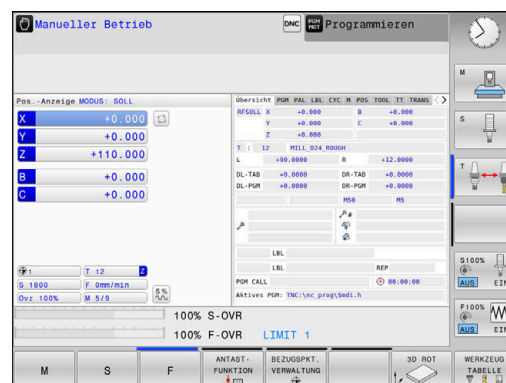 Manueller Betrieb
DNC
PGM MGT
Programmieren
Pos.-Anzeige MODUS: SOLL
X +0.000
Y +0.000
Z +110.000
B +0.000
C +0.000
1 T 12 Z
S 1800 F 0mm/min
Ovr 100% M 5/9
S %
Übersicht PGM PAL LBL CYC M POS TOOL TT TRANS
RFSOLL X +0.000 B +0.000
Y +0.000 C +0.000
Z +0.000
T : 12 MILL_D24_ROUGH
L +90.0000 R +12.0000
DL-TAB +0.0000 DR-TAB +0.0000
DL-PGM +0.0000 DR-PGM +0.0000
M50 M5
P #
P
LBL
LBL REP
PGM CALL 00:00:00
Aktives PGM: TNC:\nc_prog\$mdi.h
100% S-OVR
100% F-OVR LIMIT 1
M
S
T
S100%
AUS EIN
F100%
AUS EIN
M
S
F
ANTAST-
FUNKTION
BEZUGSPKT.
VERWALTUNG
3D ROT
WERKZEUG
TABELLE